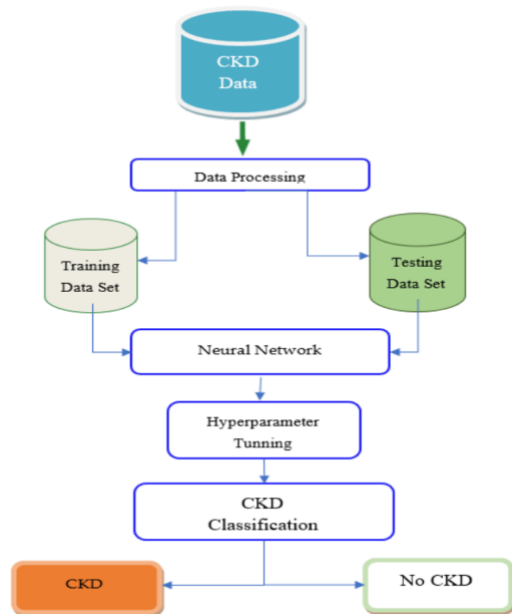 CKD
Data
Data Processing
Training
Data Set
Testing
Data Set
Neural Network
Hyperparameter
Tunning
CKD
Classification
CKD
No CKD